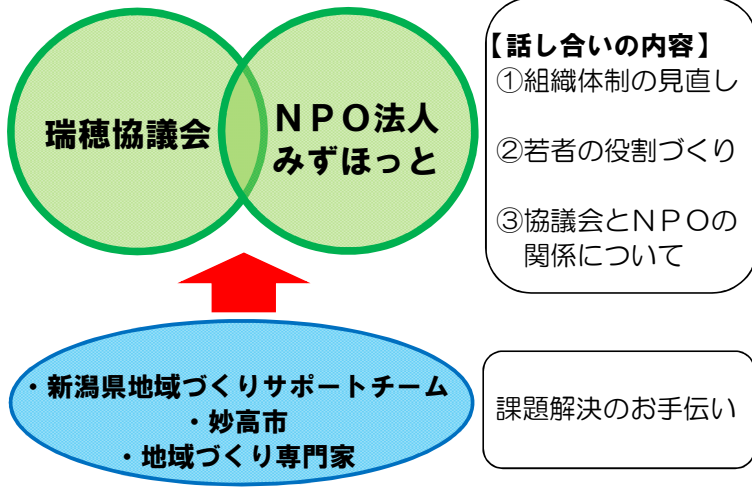 瑞穂協議会
ＮＰＯ法人
みずほっと
【話し合いの内容】
①組織体制の見直し
②若者の役割づくり
③協議会とＮＰＯの
関係について
・新潟県地域づくりサポートチーム
・妙高市
・地域づくり専門家
課題解決のお手伝い